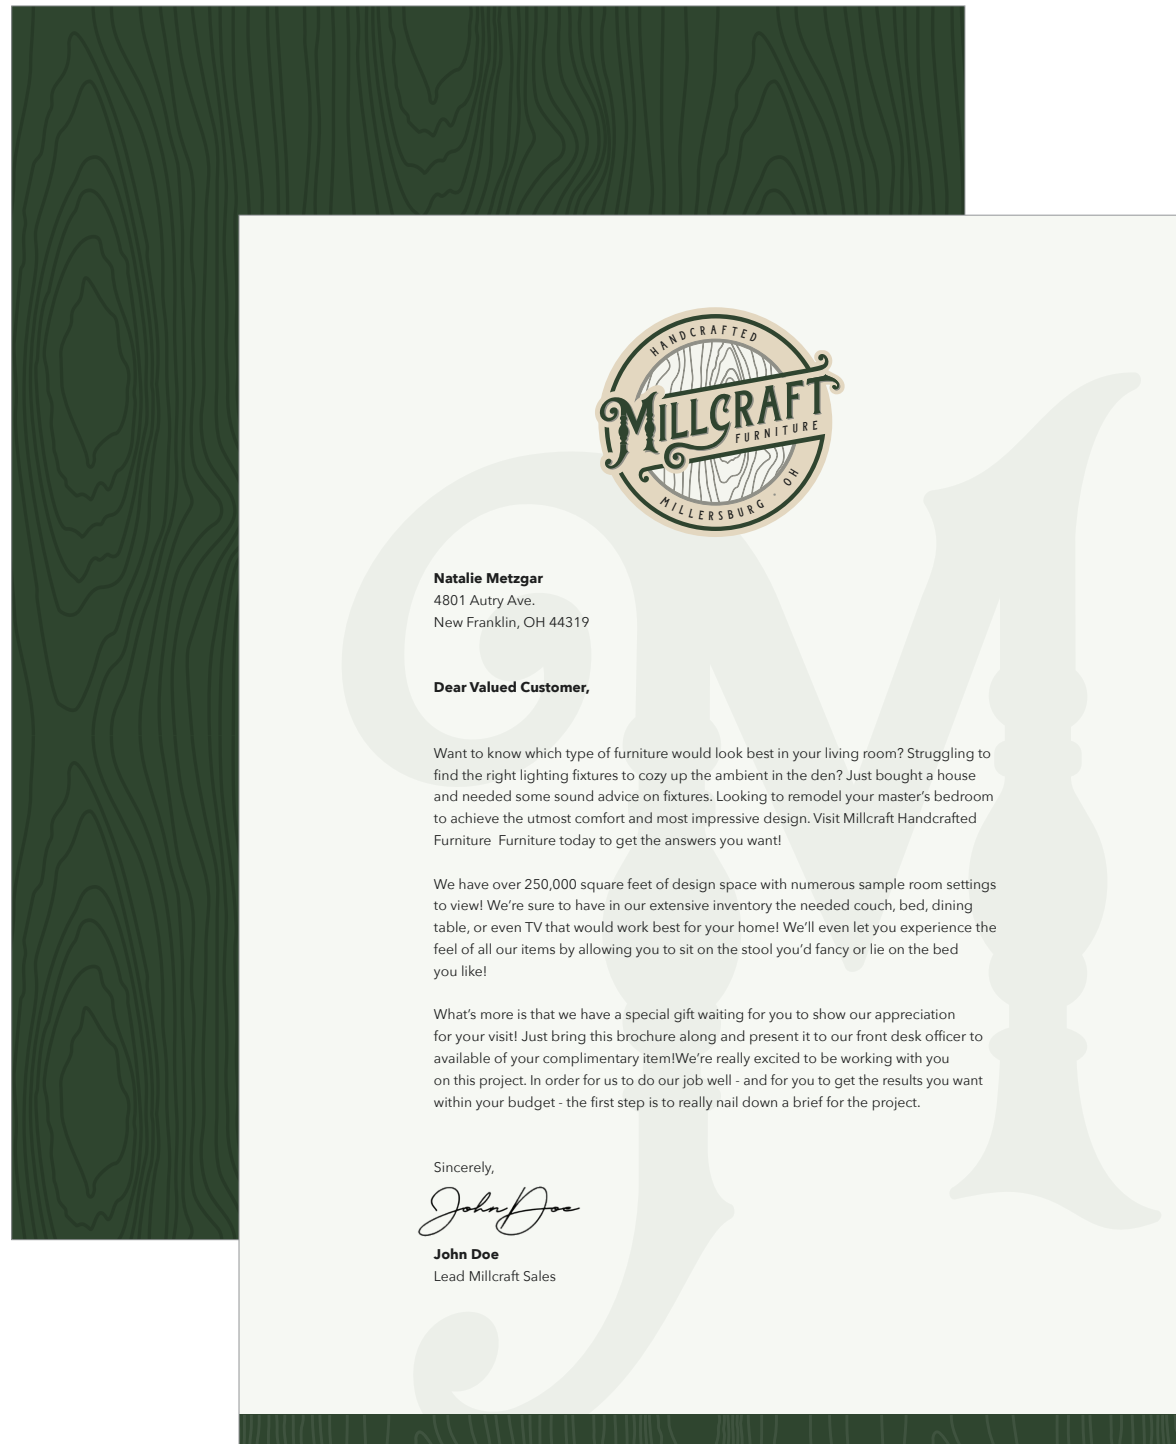 HANDCRAFTED
MILLCRAFT
FURNITURE
MILLERSBURG · OH
Natalie Metzgar
4801 Autry Ave.
New Franklin, OH 44319
Dear Valued Customer,
Want to know which type of furniture would look best in your living room? Struggling to
find the right lighting fixtures to cozy up the ambient in the den? Just bought a house
and needed some sound advice on fixtures. Looking to remodel your master’s bedroom
to achieve the utmost comfort and most impressive design. Visit Millcraft Handcrafted
Furniture  Furniture today to get the answers you want!
We have over 250,000 square feet of design space with numerous sample room settings
to view! We’re sure to have in our extensive inventory the needed couch, bed, dining
table, or even TV that would work best for your home! We’ll even let you experience the
feel of all our items by allowing you to sit on the stool you’d fancy or lie on the bed
you like!
What’s more is that we have a special gift waiting for you to show our appreciation
for your visit! Just bring this brochure along and present it to our front desk officer to
available of your complimentary item!We’re really excited to be working with you
on this project. In order for us to do our job well - and for you to get the results you want
within your budget - the first step is to really nail down a brief for the project.
Sincerely,
John Doe
John Doe
Lead Millcraft Sales
M